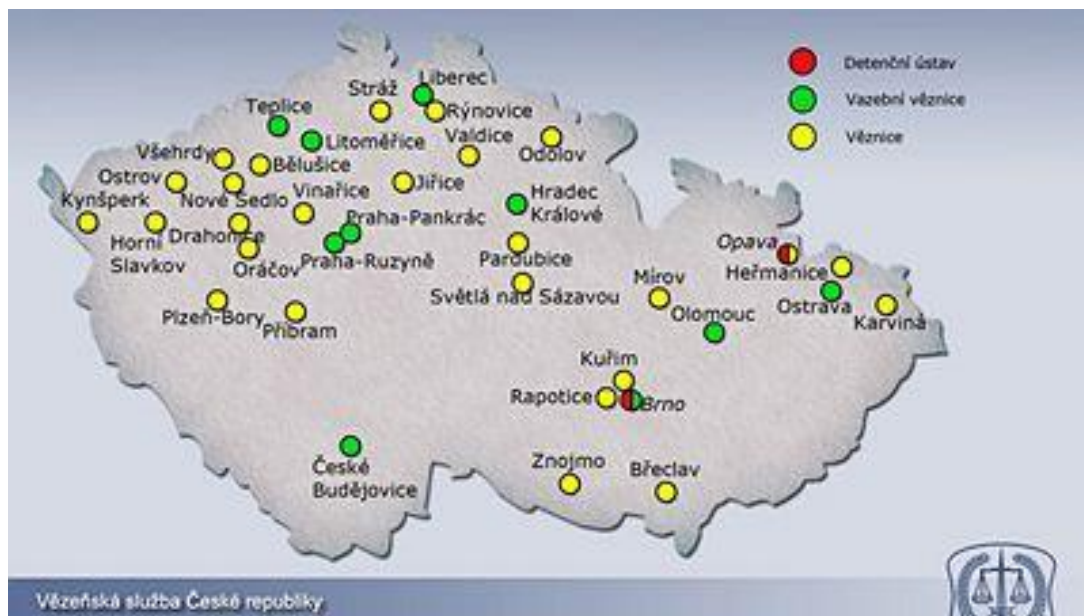 Detenční ústav
Vazební věznice
Věznice
Liberec
Stráž
Rýnovice
Teplice
Litoměřice
Valdice
Odolov
Všehrdy
Bělušice
Ostrov
Nové Sedlo
Vinařice
Jiřice
Hradec
Králové
Kynšperk
Horní
Slavkov
Drahonice
Praha-Pankrác
Oráčov
Praha-Ruzyně
Pardubice
Opava
Heřmanice
Světlá nad Sázavou
Mírov
Ostrava
Karviná
Plzeň-Bory
Příbram
Olomouc
Kuřim
Rapotice
Brno
České
Budějovice
Znojmo
Břeclav
Vězeňská služba České republiky